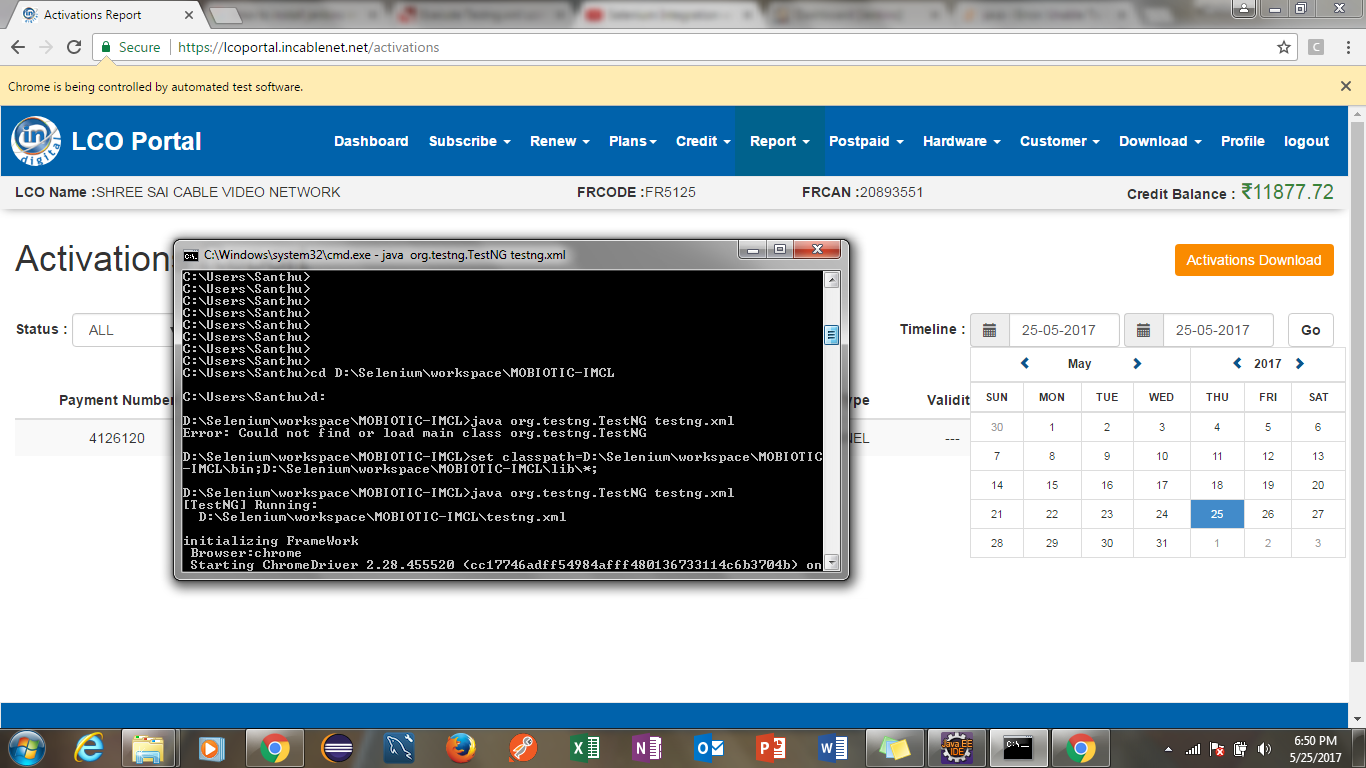 Activations Report
Secure https://lcoportal.incablenet.net/activations
C
Chrome is being controlled by automated test software.
in digital LCO Portal Dashboard Subscribe Renew Plans Credit Report Postpaid Hardware Customer Download Profile logout
LCO Name :SHREE SAI CABLE VIDEO NETWORK FRCODE :FR5125 FRCAN :20893551 Credit Balance : ₹11877.72
Activation
Activations Download
Status : ALL
Timeline : 25-05-2017 25-05-2017 Go
Payment Number
4126120
ype Validit
NEL ---
May 2017
SUN MON TUE WED THU FRI SAT
30 1 2 3 4 5 6
7 8 9 10 11 12 13
14 15 16 17 18 19 20
21 22 23 24 25 26 27
28 29 30 31 1 2 3
C:\Windows\system32\cmd.exe - java org.testng.TestNG testng.xml
C:\Users\Santhu>
C:\Users\Santhu>
C:\Users\Santhu>
C:\Users\Santhu>
C:\Users\Santhu>
C:\Users\Santhu>
C:\Users\Santhu>
C:\Users\Santhu>
C:\Users\Santhu>cd D:\Selenium\workspace\MOBIOTIC-IMCL
C:\Users\Santhu>d:
D:\Selenium\workspace\MOBIOTIC-IMCL>java org.testng.TestNG testng.xml
Error: Could not find or load main class org.testng.TestNG
D:\Selenium\workspace\MOBIOTIC-IMCL>set classpath=D:\Selenium\workspace\MOBIOTIC
-IMCL\bin;D:\Selenium\workspace\MOBIOTIC-IMCL\lib\*;
D:\Selenium\workspace\MOBIOTIC-IMCL>java org.testng.TestNG testng.xml
[TestNG] Running:
D:\Selenium\workspace\MOBIOTIC-IMCL\testng.xml
initializing FrameWork
Browser:chrome
Starting ChromeDriver 2.28.455520 (cc17746adff54984afff480136733114c6b3704b) on
Java EE
IDE
C:\_
6:50 PM
5/25/2017